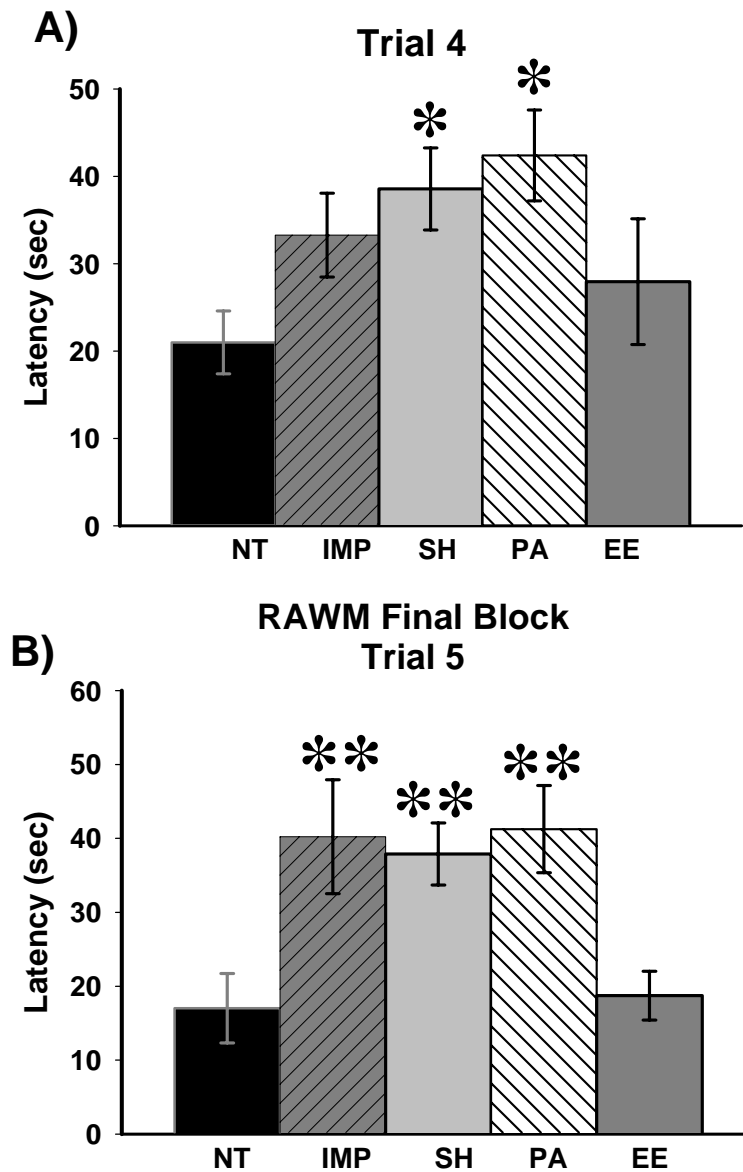 A)
Trial 4
50
40
30
20
10
0
Latency (sec)
* *
NT IMP SH PA EE
RAWM Final Block
B)
Trial 5
60
50
40
30
20
10
0
Latency (sec)
** ** **
NT IMP SH PA EE